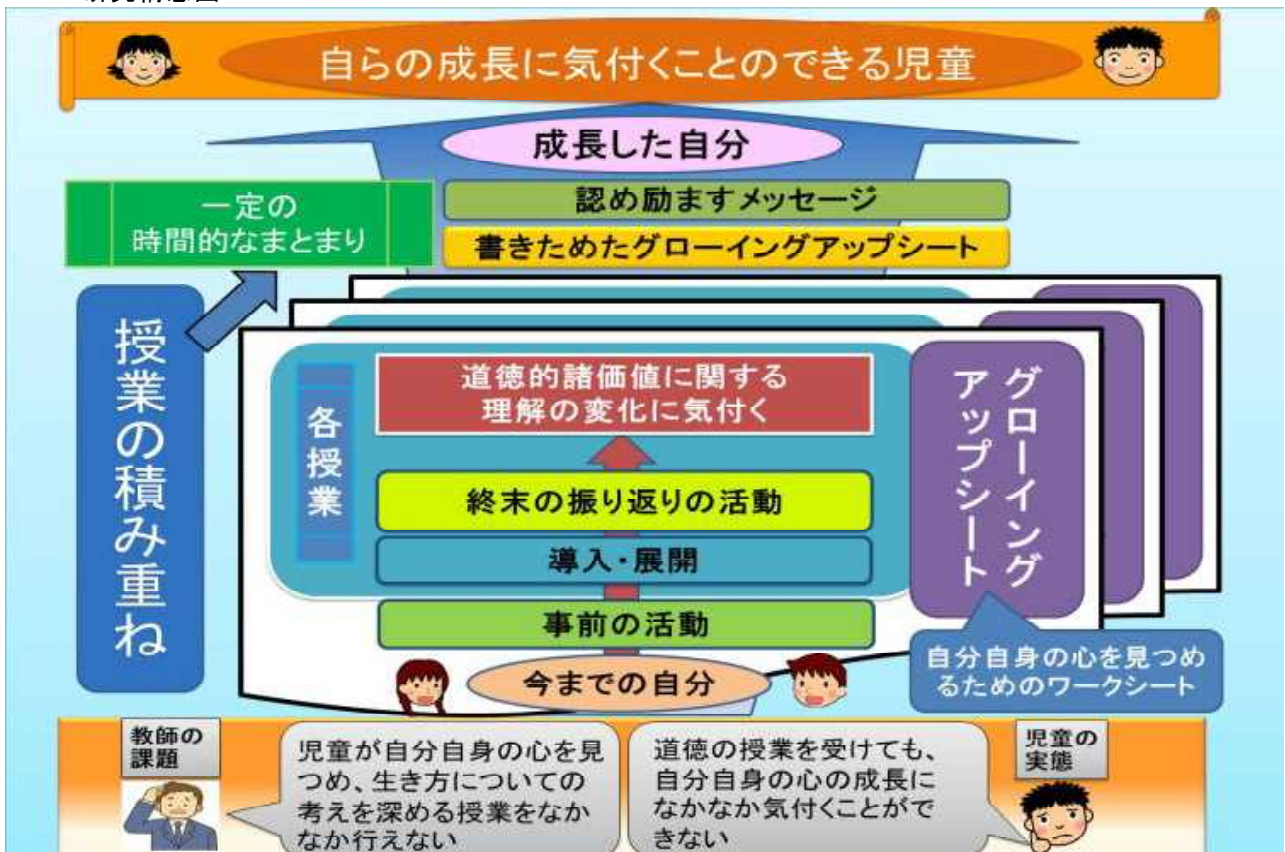 自らの成長に気付くことのできる児童
成長した自分
一定の
時間的なまとまり
認め励ますメッセージ
書きためたグローイングアップシート
授業の積み重ね
各授業
道徳的諸価値に関する
理解の変化に気付く
終末の振り返りの活動
導入・展開
事前の活動
今までの自分
グローイング
アップシート
自分自身の心を見つめ
るためのワークシート
教師の
課題
児童が自分自身の心を見
つめ、生き方についての
考えを深める授業をなか
なか行えない
道徳の授業を受けても、
自分自身の心の成長に
なかなか気付くことがで
きない
児童の
実態